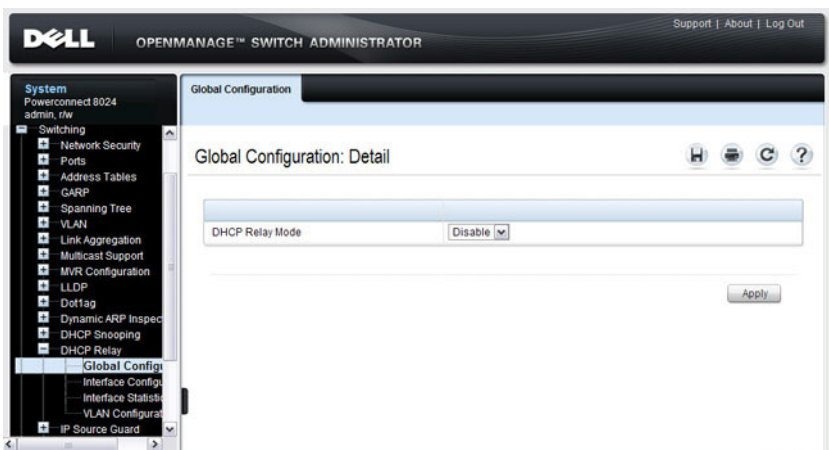 Support | About | Log Out
DELL OPENMANAGE™ SWITCH ADMINISTRATOR
System
Powerconnect 8024
admin, r/w
Switching
Network Security
Ports
Address Tables
GARP
Spanning Tree
VLAN
Link Aggregation
Multicast Support
MVR Configuration
LLDP
Dot1ag
Dynamic ARP Inspec
DHCP Snooping
DHCP Relay
Global Configu
Interface Configu
Interface Statistic
VLAN Configurat
IP Source Guard
Global Configuration
Global Configuration: Detail
DHCP Relay Mode Disable
Apply